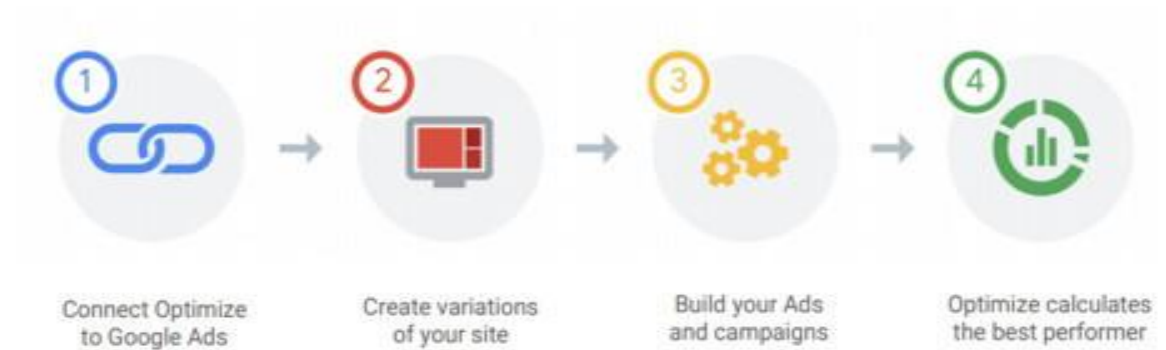 1
2
3
4
Connect Optimize
to Google Ads
Create variations
of your site
Build your Ads
and campaigns
Optimize calculates
the best performer